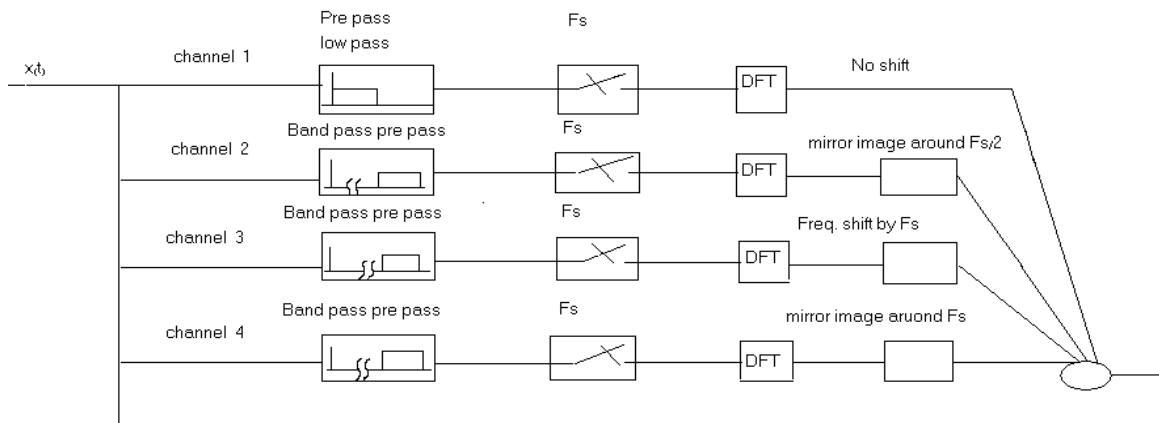 Pre pass
low pass
Fs
channel 1
x(t)
DFT
No shift
Band pass pre pass
Fs
channel 2
DFT
mirror image around Fs/2
Band pass pre pass
Fs
channel 3
DFT
Freq. shift by Fs
Band pass pre pass
Fs
channel 4
DFT
mirror image aruond Fs